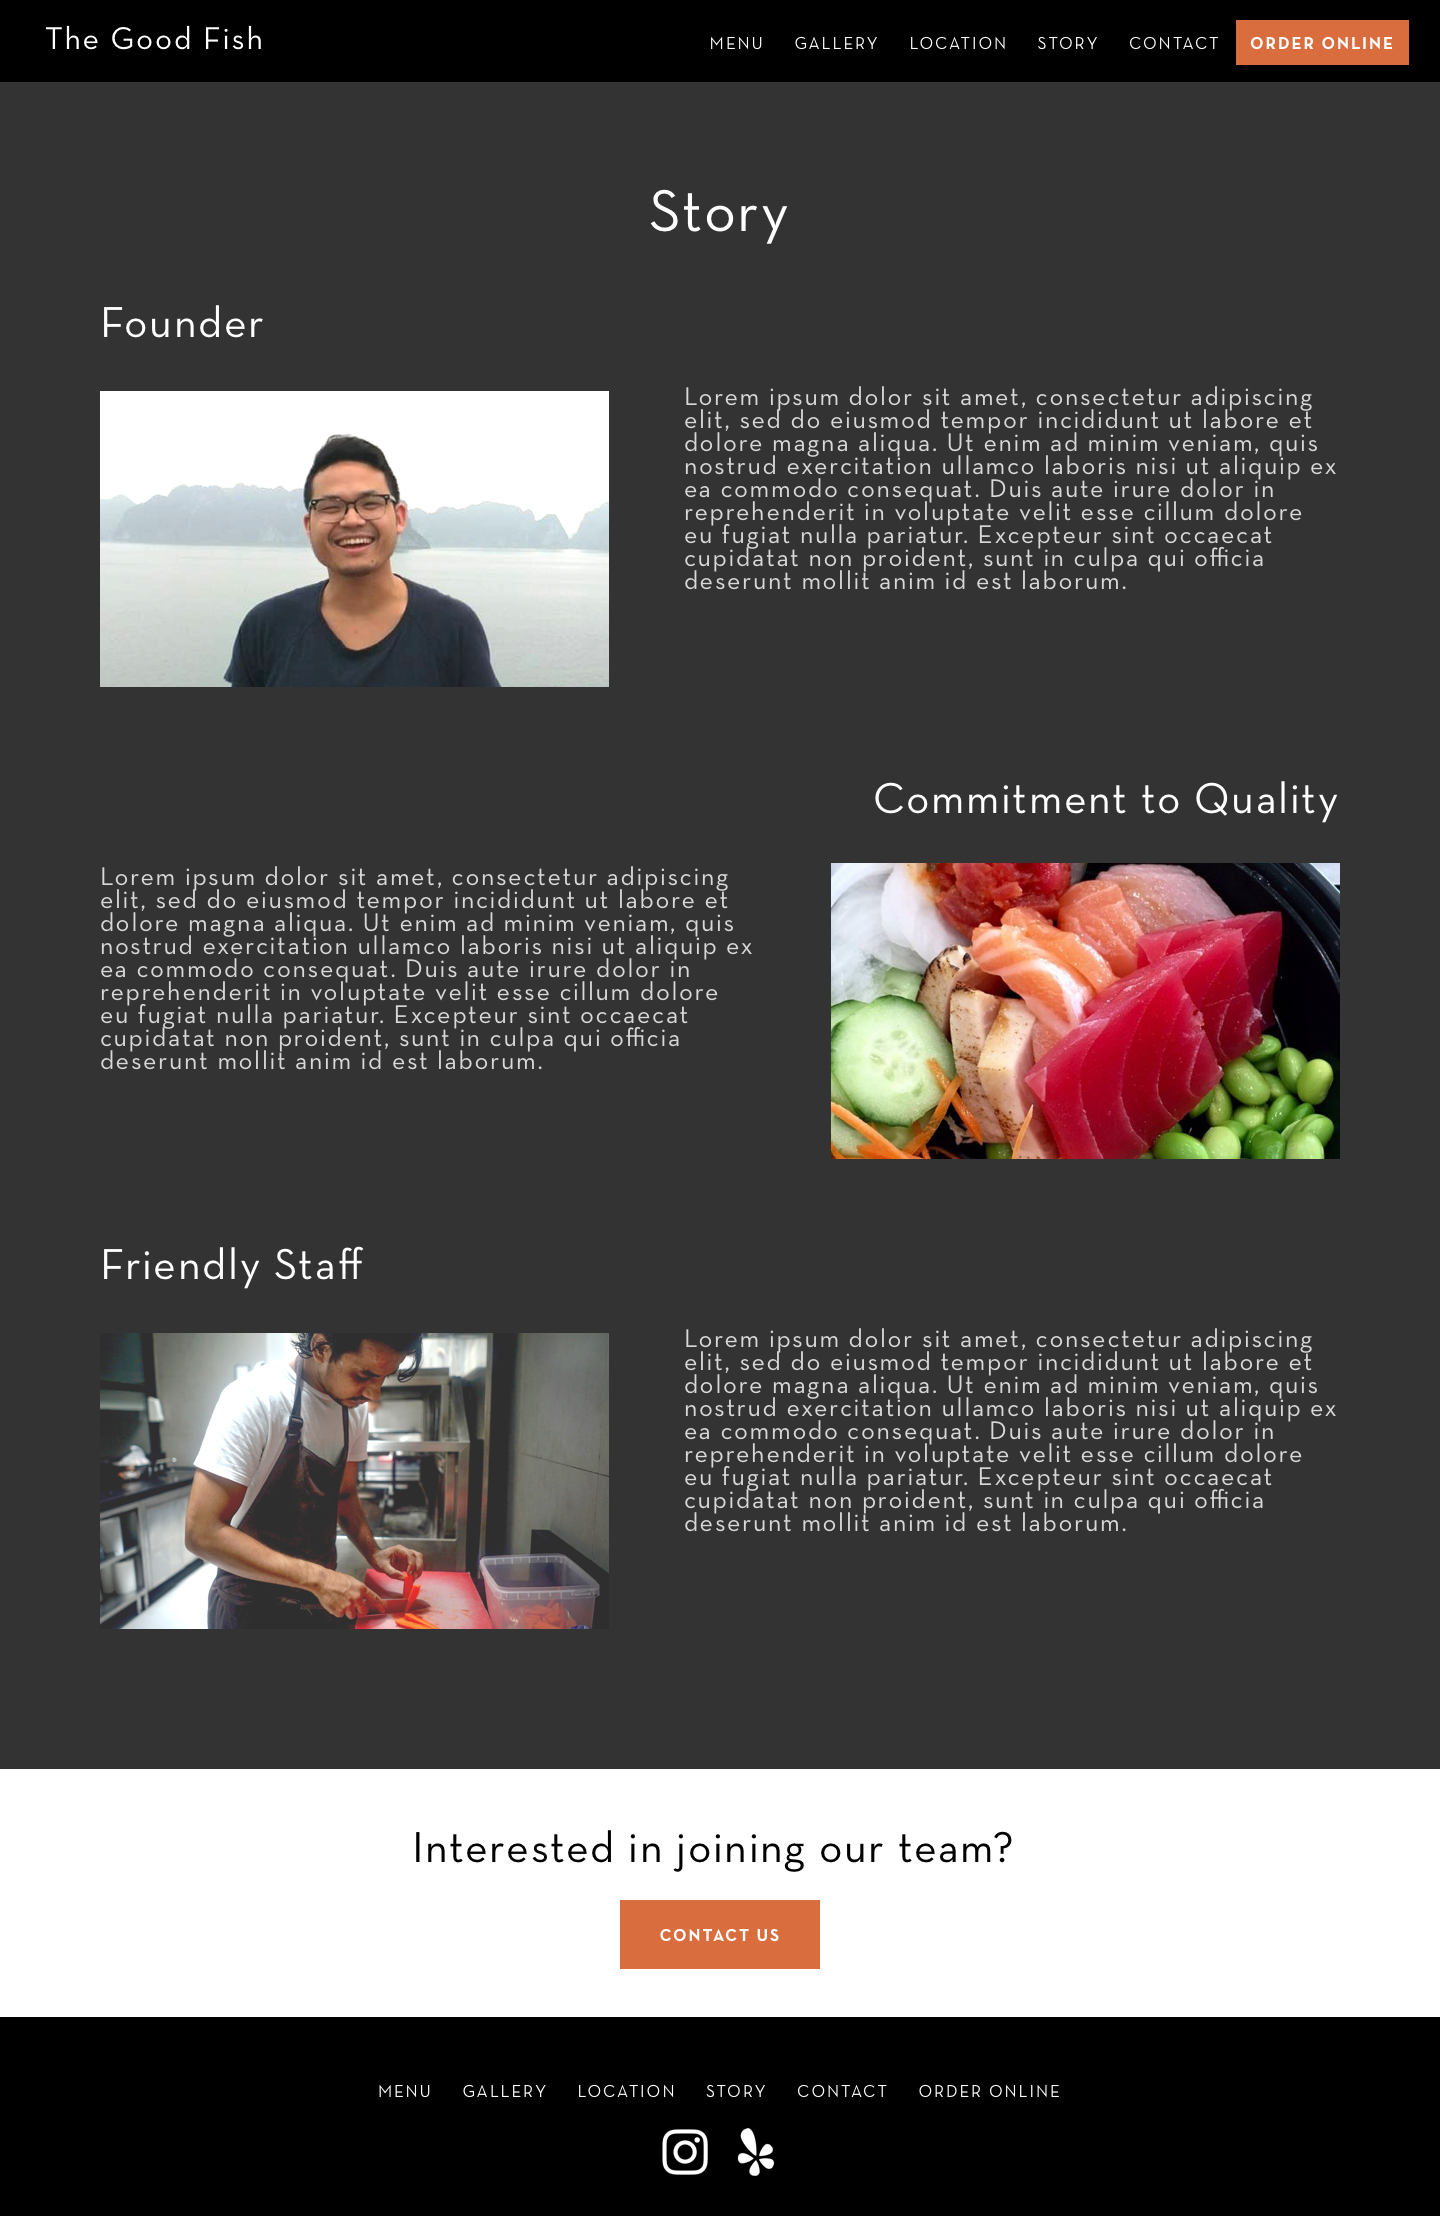 The Good Fish
MENU GALLERY LOCATION STORY CONTACT ORDER ONLINE
Story
Founder
Lorem ipsum dolor sit amet, consectetur adipiscing
elit, sed do eiusmod tempor incididunt ut labore et
dolore magna aliqua. Ut enim ad minim veniam, quis
nostrud exercitation ullamco laboris nisi ut aliquip ex
ea commodo consequat. Duis aute irure dolor in
reprehenderit in voluptate velit esse cillum dolore
eu fugiat nulla pariatur. Excepteur sint occaecat
cupidatat non proident, sunt in culpa qui officia
deserunt mollit anim id est laborum.
Commitment to Quality
Lorem ipsum dolor sit amet, consectetur adipiscing
elit, sed do eiusmod tempor incididunt ut labore et
dolore magna aliqua. Ut enim ad minim veniam, quis
nostrud exercitation ullamco laboris nisi ut aliquip ex
ea commodo consequat. Duis aute irure dolor in
reprehenderit in voluptate velit esse cillum dolore
eu fugiat nulla pariatur. Excepteur sint occaecat
cupidatat non proident, sunt in culpa qui officia
deserunt mollit anim id est laborum.
Friendly Staff
Lorem ipsum dolor sit amet, consectetur adipiscing
elit, sed do eiusmod tempor incididunt ut labore et
dolore magna aliqua. Ut enim ad minim veniam, quis
nostrud exercitation ullamco laboris nisi ut aliquip ex
ea commodo consequat. Duis aute irure dolor in
reprehenderit in voluptate velit esse cillum dolore
eu fugiat nulla pariatur. Excepteur sint occaecat
cupidatat non proident, sunt in culpa qui officia
deserunt mollit anim id est laborum.
Interested in joining our team?
CONTACT US
MENU GALLERY LOCATION STORY CONTACT ORDER ONLINE